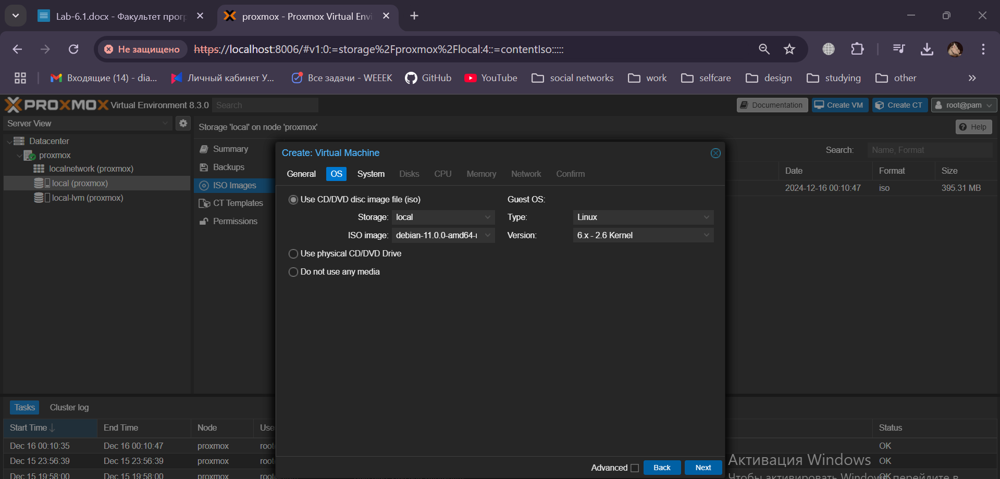 Lab-6.1.docx - Факультет прогр
proxmox - Proxmox Virtual Envi
Не защищено
https://localhost:8006/#v1:0:=storage%2Fproxmox%2Flocal:4::=contentIso:::::
Входящие (14) - dia...
Личный кабинет У...
Все задачи - WEEEK
GitHub
YouTube
social networks
work
selfcare
design
studying
other
PROXMOX Virtual Environment 8.3.0
Search
Documentation
Create VM
Create CT
root@pam
Server View
Storage 'local' on node 'proxmox'
Help
Datacenter
proxmox
localnetwork (proxmox)
local (proxmox)
local-lvm (proxmox)
Summary
Backups
ISO Images
CT Templates
Permissions
Search:
Name, Format
Date
Format
Size
2024-12-16 00:10:47
iso
395.31 MB
Create: Virtual Machine
General
OS
System
Disks
CPU
Memory
Network
Confirm
Use CD/DVD disc image file (iso)
Storage:
local
ISO image:
debian-11.0.0-amd64-
Use physical CD/DVD Drive
Do not use any media
Guest OS:
Type:
Linux
Version:
6.x - 2.6 Kernel
Advanced
Back
Next
Tasks
Cluster log
Start Time
End Time
Node
Use
Status
Dec 16 00:10:35
Dec 16 00:10:47
proxmox
root
OK
Dec 15 23:56:39
Dec 15 23:56:39
proxmox
root
OK
Dec 15 19:58:00
Dec 15 19:58:00
proxmox
root
OK
Активация Windows
Чтобы активировать Windows, перейдите в